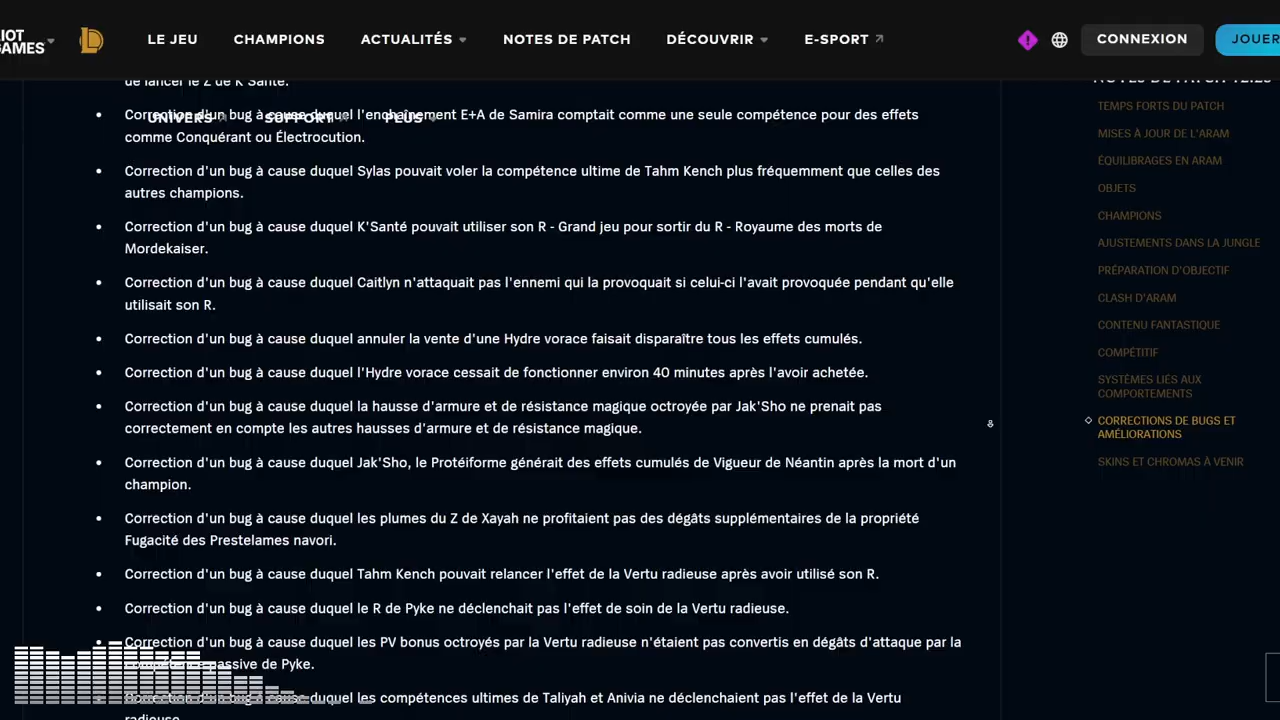 IOT
GAMES
LE JEU
CHAMPIONS
ACTUALITÉS
NOTES DE PATCH
DÉCOUVRIR
E-SPORT
CONNEXION
JOUER
UNIVERS
SUPPORT
PLUS
de lancer le Z de K'Santé.
Correction d'un bug à cause duquel l'enchaînement E+A de Samira comptait comme une seule compétence pour des effets
comme Conquérant ou Électrocution.
Correction d'un bug à cause duquel Sylas pouvait voler la compétence ultime de Tahm Kench plus fréquemment que celles des
autres champions.
Correction d'un bug à cause duquel K'Santé pouvait utiliser son R - Grand jeu pour sortir du R - Royaume des morts de
Mordekaiser.
Correction d'un bug à cause duquel Caitlyn n'attaquait pas l'ennemi qui la provoquait si celui-ci l'avait provoquée pendant qu'elle
utilisait son R.
Correction d'un bug à cause duquel annuler la vente d'une Hydre vorace faisait disparaître tous les effets cumulés.
Correction d'un bug à cause duquel l'Hydre vorace cessait de fonctionner environ 40 minutes après l'avoir achetée.
Correction d'un bug à cause duquel la hausse d'armure et de résistance magique octroyée par Jak'Sho ne prenait pas
correctement en compte les autres hausses d'armure et de résistance magique.
Correction d'un bug à cause duquel Jak'Sho, le Protéiforme générait des effets cumulés de Vigueur de Néantin après la mort d'un
champion.
Correction d'un bug à cause duquel les plumes du Z de Xayah ne profitaient pas des dégâts supplémentaires de la propriété
Fugacité des Prestelames navori.
Correction d'un bug à cause duquel Tahm Kench pouvait relancer l'effet de la Vertu radieuse après avoir utilisé son R.
Correction d'un bug à cause duquel le R de Pyke ne déclenchait pas l'effet de soin de la Vertu radieuse.
Correction d'un bug à cause duquel les PV bonus octroyés par la Vertu radieuse n'étaient pas convertis en dégâts d'attaque par la
compétence passive de Pyke.
Correction d'un bug à cause duquel les compétences ultimes de Taliyah et Anivia ne déclenchaient pas l'effet de la Vertu
radieuse.
NOTES DE PATCH 12.23
TEMPS FORTS DU PATCH
MISES À JOUR DE L'ARAM
ÉQUILIBRAGES EN ARAM
OBJETS
CHAMPIONS
AJUSTEMENTS DANS LA JUNGLE
PRÉPARATION D'OBJECTIF
CLASH D'ARAM
CONTENU FANTASTIQUE
COMPÉTITIF
SYSTÈMES LIÉS AUX
COMPORTEMENTS
CORRECTIONS DE BUGS ET
AMÉLIORATIONS
SKINS ET CHROMAS À VENIR